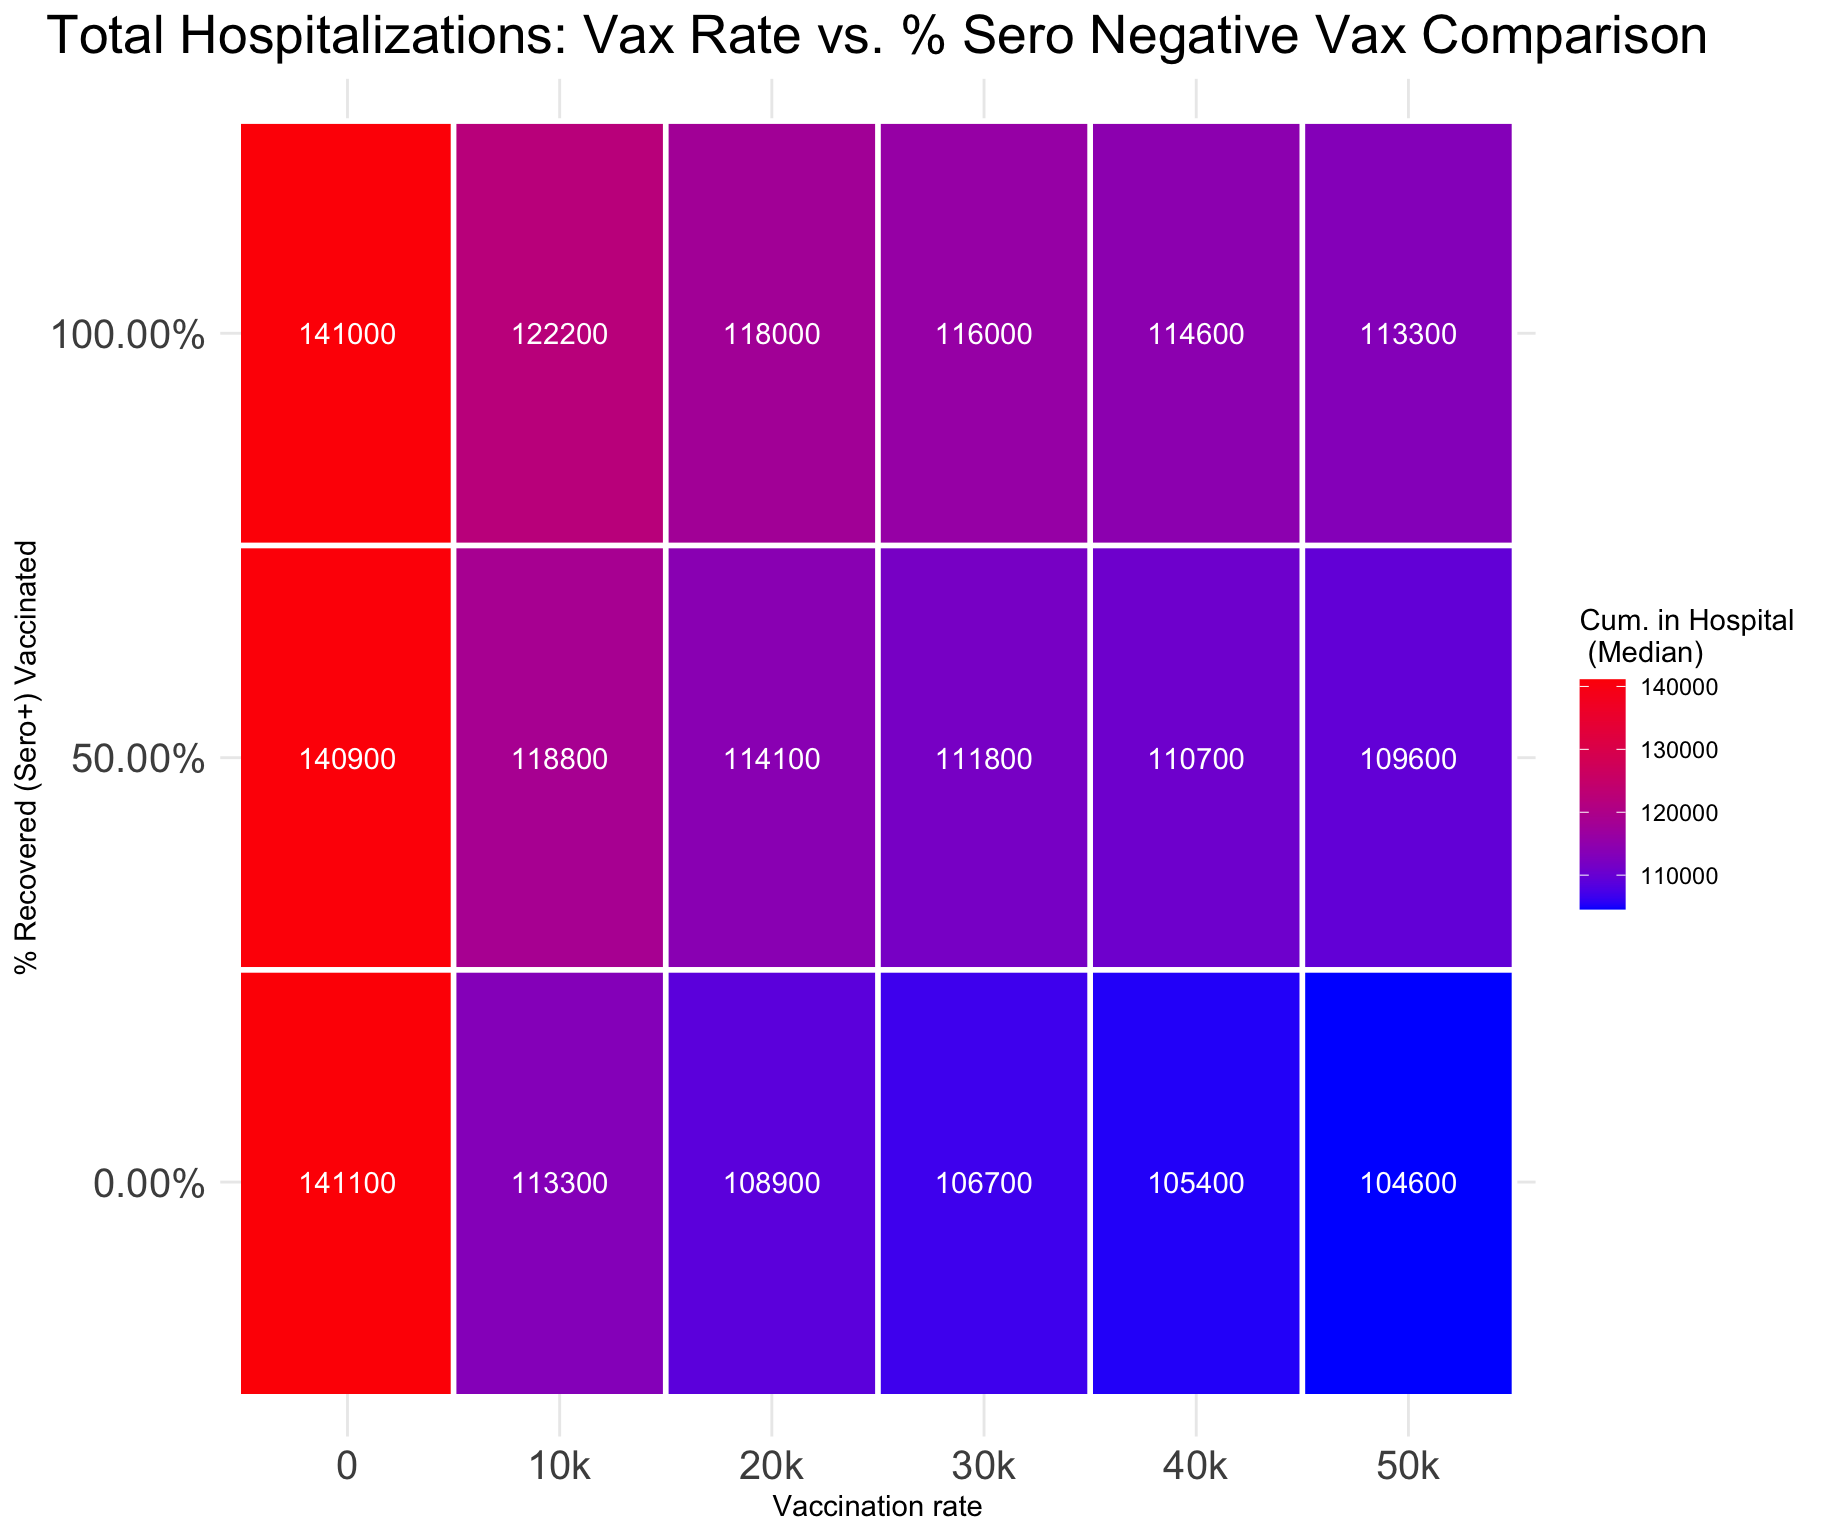 Total Hospitalizations: Vax Rate vs. % Sero Negative Vax Comparison
% Recovered (Sero+) Vaccinated
100.00%
141000 122200 118000 116000 114600 113300
50.00%
140900 118800 114100 111800 110700 109600
0.00%
141100 113300 108900 106700 105400 104600
0 10k 20k 30k 40k 50k
Vaccination rate
Cum. in Hospital
(Median)
140000
130000
120000
110000